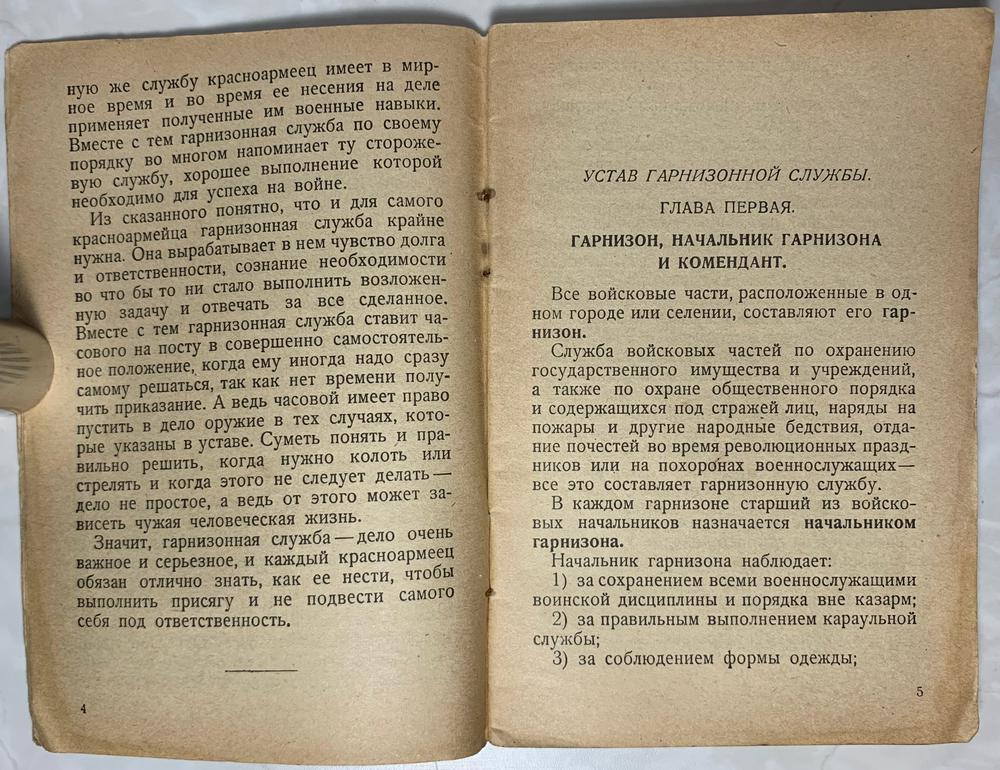 ную же службу красноармеец имеет в мир-
ное время и во время ее несения на деле
применяет полученные им военные навыки.
Вместе с тем гарнизонная служба по своему
порядку во многом напоминает ту стороже-
вую службу, хорошее выполнение которой
необходимо для успеха на войне.
Из сказанного понятно, что и для самого
красноармейца гарнизонная служба крайне
нужна. Она вырабатывает в нем чувство долга
и ответственности, сознание необходимости
во что бы то ни стало выполнить возложен-
ную задачу и отвечать за все сделанное.
Вместе с тем гарнизонная служба ставит ча-
сового на посту в совершенно самостоятель-
ное положение, когда ему иногда надо сразу
самому решаться, так как нет времени полу-
чить приказание. А ведь часовой имеет право
пустить в дело оружие в тех случаях, кото-
рые указаны в уставе. Суметь понять и пра-
вильно решить, когда нужно колоть или
стрелять и когда этого не следует делать —
дело не простое, а ведь от этого может за-
висеть чужая человеческая жизнь.
Значит, гарнизонная служба — дело очень
важное и серьезное, и каждый красноармеец
обязан отлично знать, как ее нести, чтобы
выполнить присягу и не подвести самого
себя под ответственность.
4
УСТАВ ГАРНИЗОННОЙ СЛУЖБЫ.
ГЛАВА ПЕРВАЯ.
ГАРНИЗОН, НАЧАЛЬНИК ГАРНИЗОНА
И КОМЕНДАНТ.
Все войсковые части, расположенные в од-
ном городе или селении, составляют его гар-
низон.
Служба войсковых частей по охранению
государственного имущества и учреждений,
а также по охране общественного порядка
и содержащихся под стражей лиц, наряды на
пожары и другие народные бедствия, отда-
ние почестей во время революционных празд-
ников или на похоронах военнослужащих —
все это составляет гарнизонную службу.
В каждом гарнизоне старший из войско-
вых начальников назначается начальником
гарнизона.
Начальник гарнизона наблюдает:
1) за сохранением всеми военнослужащими
воинской дисциплины и порядка вне казарм;
2) за правильным выполнением караульной
службы;
3) за соблюдением формы одежды;
5